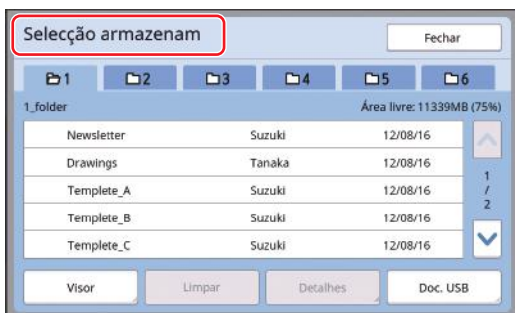 Selecção armazenam
Fechar
1 2 3 4 5 6
1_folder Área livre: 11339MB (75%)
Newsletter Suzuki 12/08/16
Drawings Tanaka 12/08/16
Templete_A Suzuki 12/08/16
Templete_B Suzuki 12/08/16
Templete_C Suzuki 12/08/16
1
/
2
Visor Limpar Detalhes Doc. USB